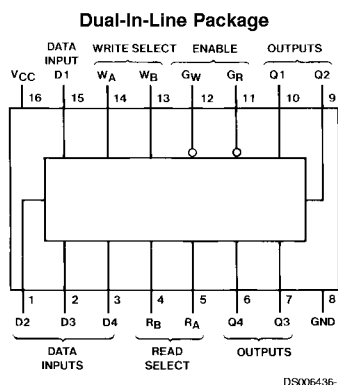 Dual-In-Line Package
DATA
INPUT WRITE SELECT ENABLE OUTPUTS
VCC D1 WA WB GW GR Q1 Q2
16 15 14 13 12 11 10 9
1 2 3 4 5 6 7 8
D2 D3 D4 RB RA Q4 Q3 GND
DATA READ OUTPUTS
INPUTS SELECT
DS006436-